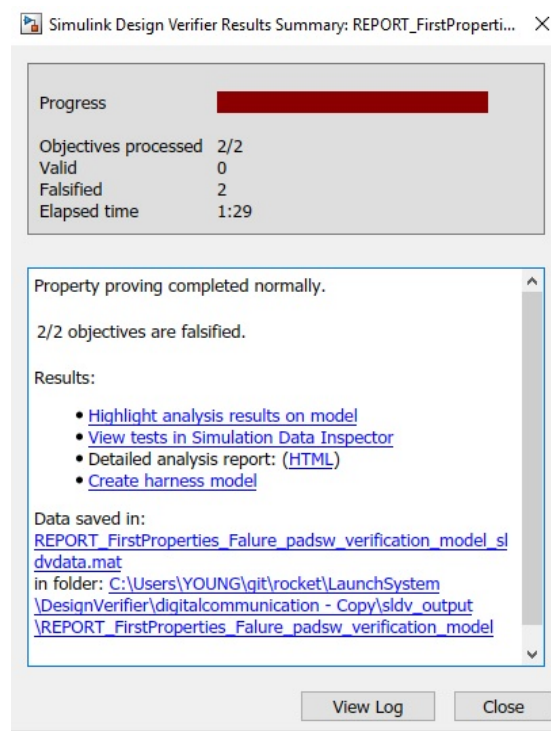 Simulink Design Verifier Results Summary: REPORT_FirstProperti...
Progress
Objectives processed 2/2
Valid 0
Falsified 2
Elapsed time 1:29
Property proving completed normally.
2/2 objectives are falsified.
Results:
• Highlight analysis results on model
• View tests in Simulation Data Inspector
• Detailed analysis report: (HTML)
• Create harness model
Data saved in:
REPORT_FirstProperties_Falure_padsw_verification_model_sl
dvdata.mat
in folder: C:\Users\YOUNG\git\rocket\LaunchSystem
\DesignVerifier\digitalcommunication - Copy\sldv_output
\REPORT_FirstProperties_Falure_padsw_verification_model
View Log Close